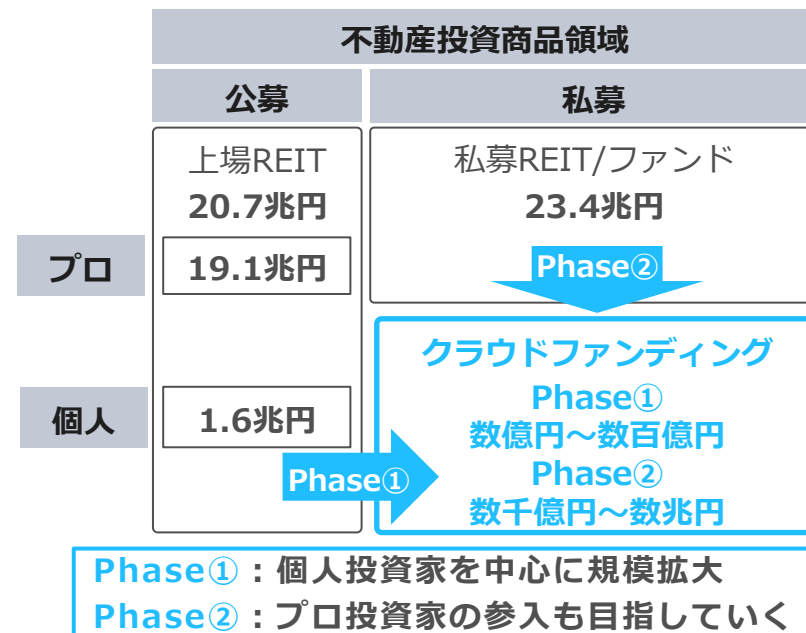 不動産投資商品領域
公募
私募
上場REIT
20.7兆円
私募REIT/ファンド
23.4兆円
プロ
19.1兆円
Phase②
クラウドファンディング
Phase①
数億円～数百億円
Phase②
数千億円～数兆円
個人
1.6兆円
Phase①
Phase①：個人投資家を中心に規模拡大
Phase②：プロ投資家の参入も目指していく